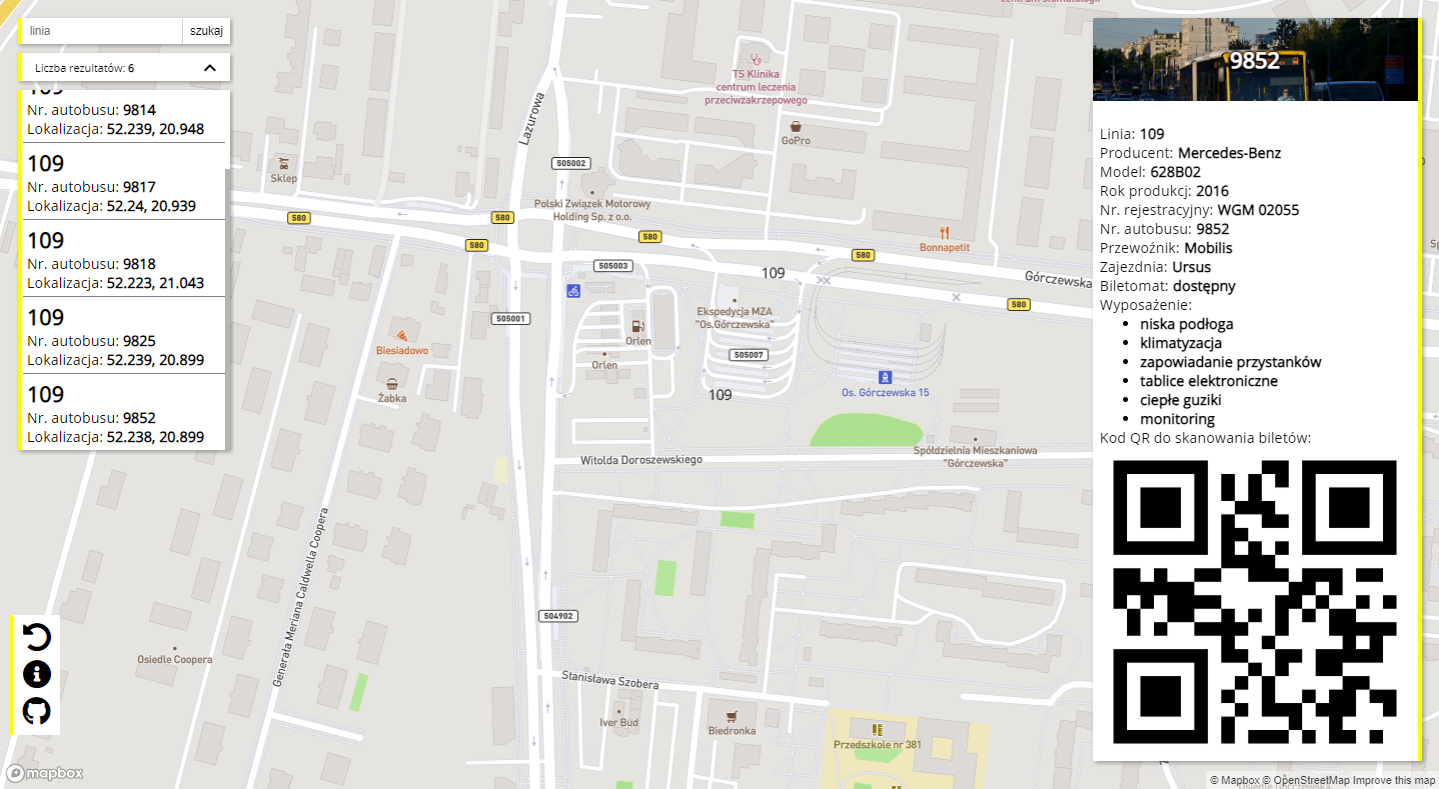 linia
szukaj
Liczba rezultatów: 6
109
Nr. autobusu: 9814
Lokalizacja: 52.239, 20.948
109
Nr. autobusu: 9817
Lokalizacja: 52.24, 20.939
109
Nr. autobusu: 9818
Lokalizacja: 52.223, 21.043
109
Nr. autobusu: 9825
Lokalizacja: 52.239, 20.899
109
Nr. autobusu: 9852
Lokalizacja: 52.238, 20.899
Lazurowa
TS Klinika
centrum leczenia
przeciwzakrzepowego
GoPro
505002
Sklep
Polski Związek Motorowy
Holding Sp. z o.o.
580
580
580
580
Bonnapetit
580
505003
109
Górczewska
580
505001
Ekspedycja MZA
"Os.Górczewska"
Orlen
Biesiadowo
505007
Orlen
Żabka
109
Os. Górczewska 15
Witolda Doroszewskiego
Spółdzielnia Mieszkaniowa
"Górczewska"
Generała Meriana Caldwella Coopera
504902
Osiedle Coopera
Stanisława Szobera
Iver Bud
Biedronka
Przedszkole nr 381
9852
Linia: 109
Producent: Mercedes-Benz
Model: 628B02
Rok produkcj: 2016
Nr. rejestracyjny: WGM 02055
Nr. autobusu: 9852
Przewoźnik: Mobilis
Zajezdnia: Ursus
Biletomat: dostępny
Wyposażenie:
niska podłoga
klimatyzacja
zapowiadanie przystanków
tablice elektroniczne
ciepłe guziki
monitoring
Kod QR do skanowania biletów:
mapbox
© Mapbox © OpenStreetMap Improve this map